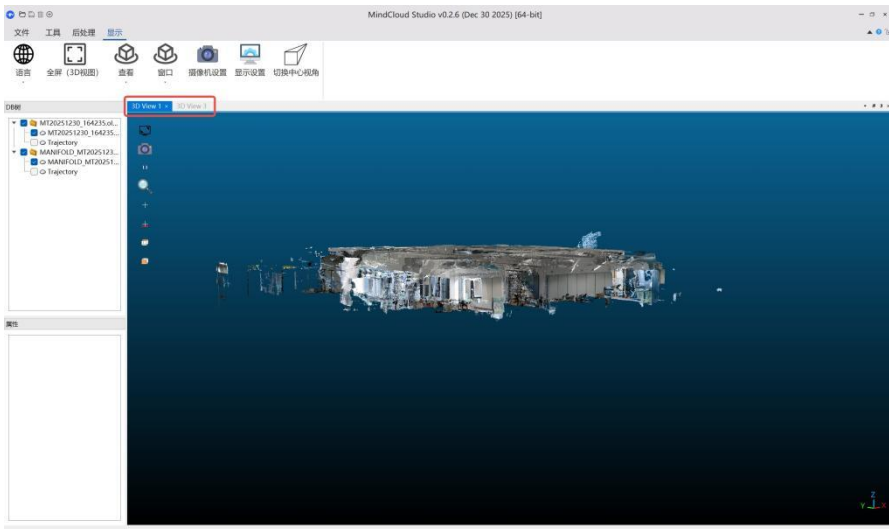 MindCloud Studio v0.2.6 (Dec 30 2025) [64-bit]
文件 工具 后处理 显示
语言 全屏（3D视图） 查看 窗口 摄像机设置 显示设置 切换中心视角
DB树
3D View 1 × 3D View 3
MT20251230_164235.ol...
MT20251230_164235...
Trajectory
MANIFOLD_MT2025123...
MANIFOLD_MT20251...
Trajectory
属性
Z
Y X